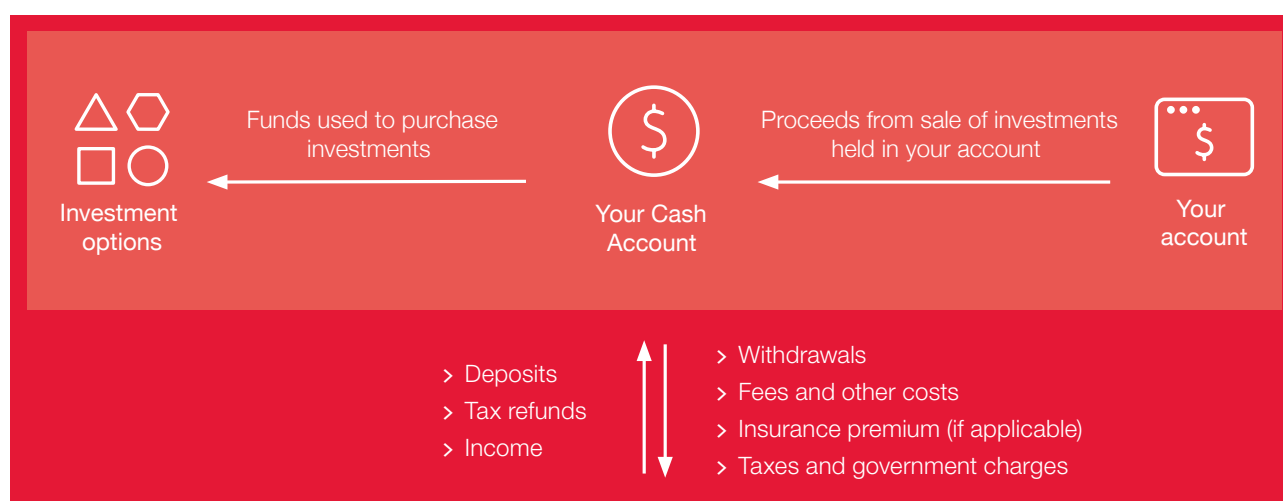 Funds used to purchase
investments
$
Proceeds from sale of investments
held in your account
$
Investment
options
Your Cash
Account
Your
account
> Deposits
> Tax refunds
> Income
> Withdrawals
> Fees and other costs
> Insurance premium (if applicable)
> Taxes and government charges